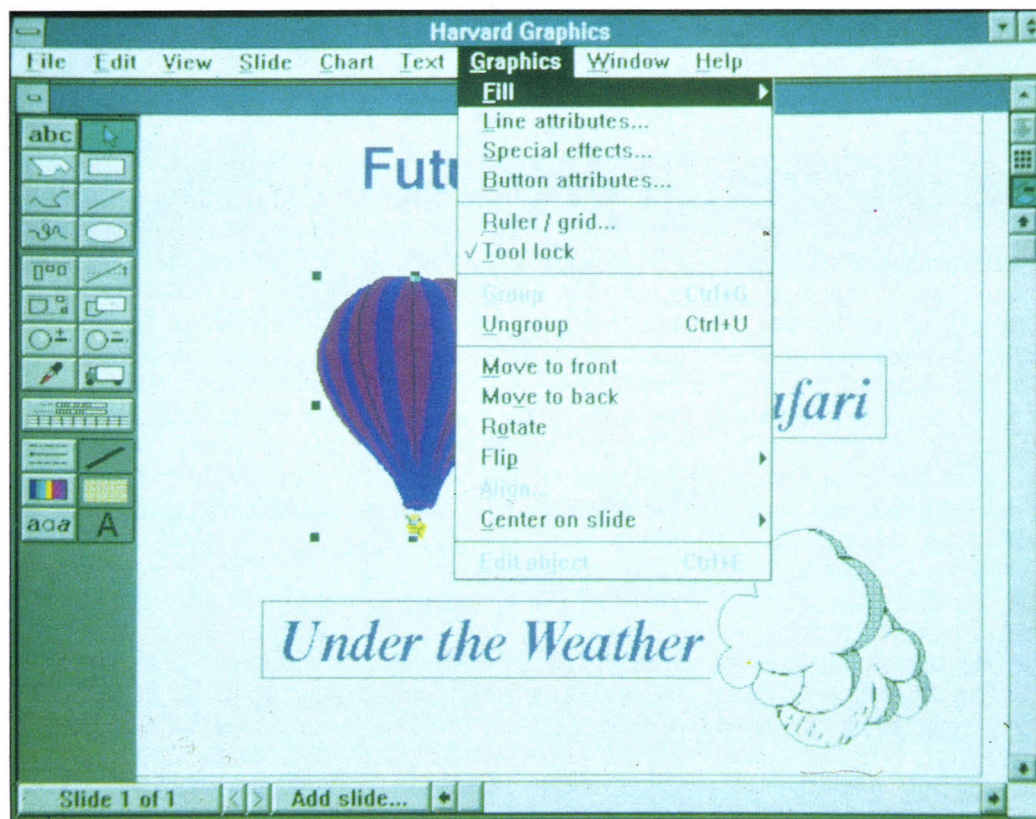 Harvard Graphics
File Edit View Slide Chart Text Graphics Window Help
Fill
abc
Line attributes...
Futu
Special effects...
Button attributes...
Ruler / grid...
√ Tool lock
Group Ctrl+G
Ungroup Ctrl+U
Move to front
Move to back
afari
Rotate
Flip
Align...
Center on slide
aaa A
Edit object Ctrl+E
Under the Weather
Slide 1 of 1 < > Add slide...